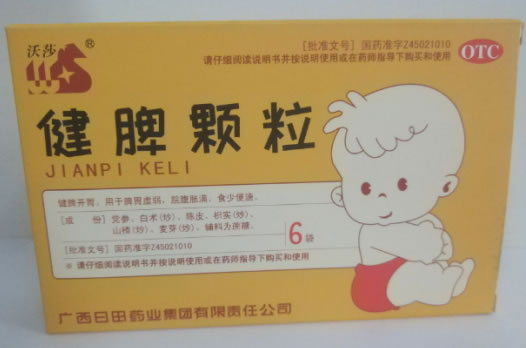 沃莎
®
[批准文号] 国药准字Z45021010
OTC
请仔细阅读说明书并按说明使用或在药师指导下购买和使用
健脾颗粒
JIANPI KELI
健脾开胃。用于脾胃虚弱，脘腹胀满，食少便溏。
[成 份] 党参、白术(炒)、陈皮、枳实(炒)、
山楂(炒)、麦芽(炒)，辅料为蔗糖。
6袋
[批准文号] 国药准字Z45021010
※ 请仔细阅读说明书并按说明使用或在药师指导下购买和使用
广西日田药业集团有限责任公司